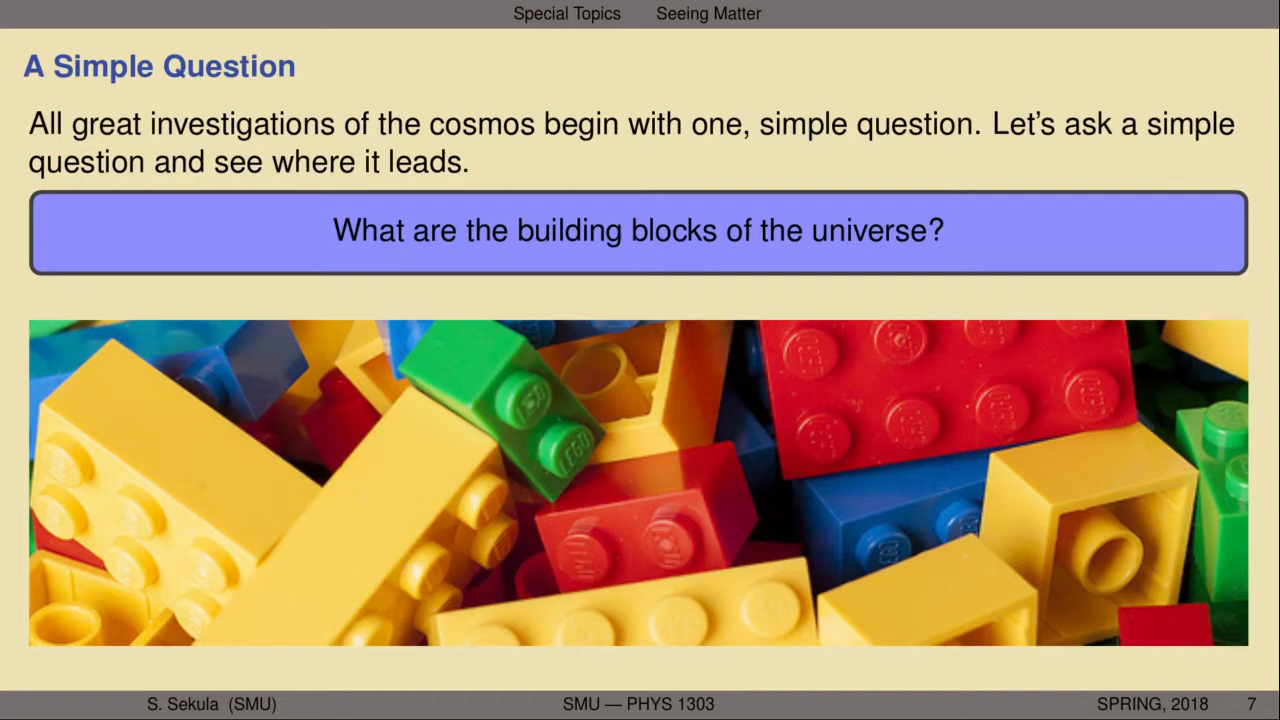 Special Topics Seeing Matter
A Simple Question
All great investigations of the cosmos begin with one, simple question. Let's ask a simple
question and see where it leads.
What are the building blocks of the universe?
LEGO
S. Sekula (SMU) SMU — PHYS 1303 SPRING, 2018 7